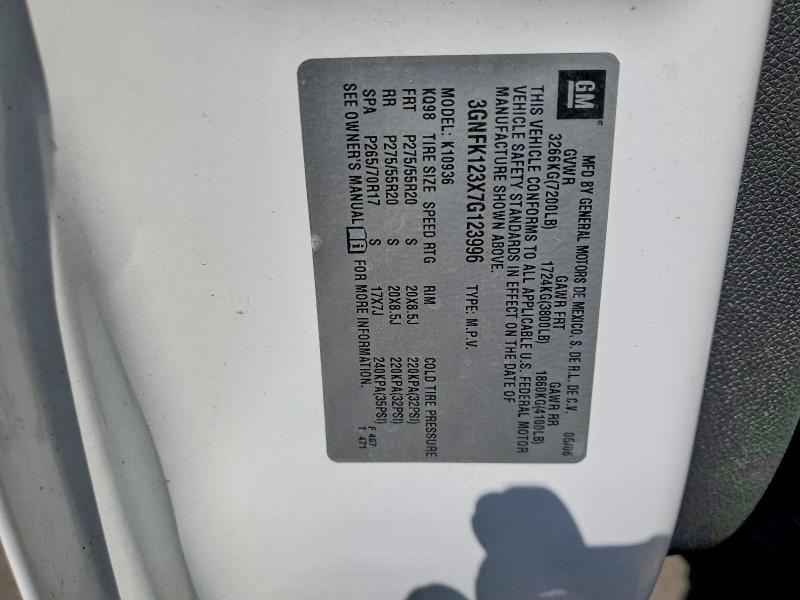 GM
MFD BY GENERAL MOTORS DE MEXICO, S. DE R.L. DE C.V. 05/06
GVWR GAWR FRT GAWR RR
3266KG(7200LB) 1724KG(3800LB) 1860KG(4100LB)
THIS VEHICLE CONFORMS TO ALL APPLICABLE U.S. FEDERAL MOTOR
VEHICLE SAFETY STANDARDS IN EFFECT ON THE DATE OF
MANUFACTURE SHOWN ABOVE.
3GNFK123X7G123996 TYPE: M.P.V.
MODEL: K10936
KQ98 TIRE SIZE SPEED RTG RIM COLD TIRE PRESSURE
FRT P275/55R20 S 20X8.5J 220KPA(32PSI)
RR P275/55R20 S 20X8.5J 220KPA(32PSI)
SPA P265/70R17 S 17X7J 240KPA(35PSI)
SEE OWNER'S MANUAL i FOR MORE INFORMATION.
F 467
T 471